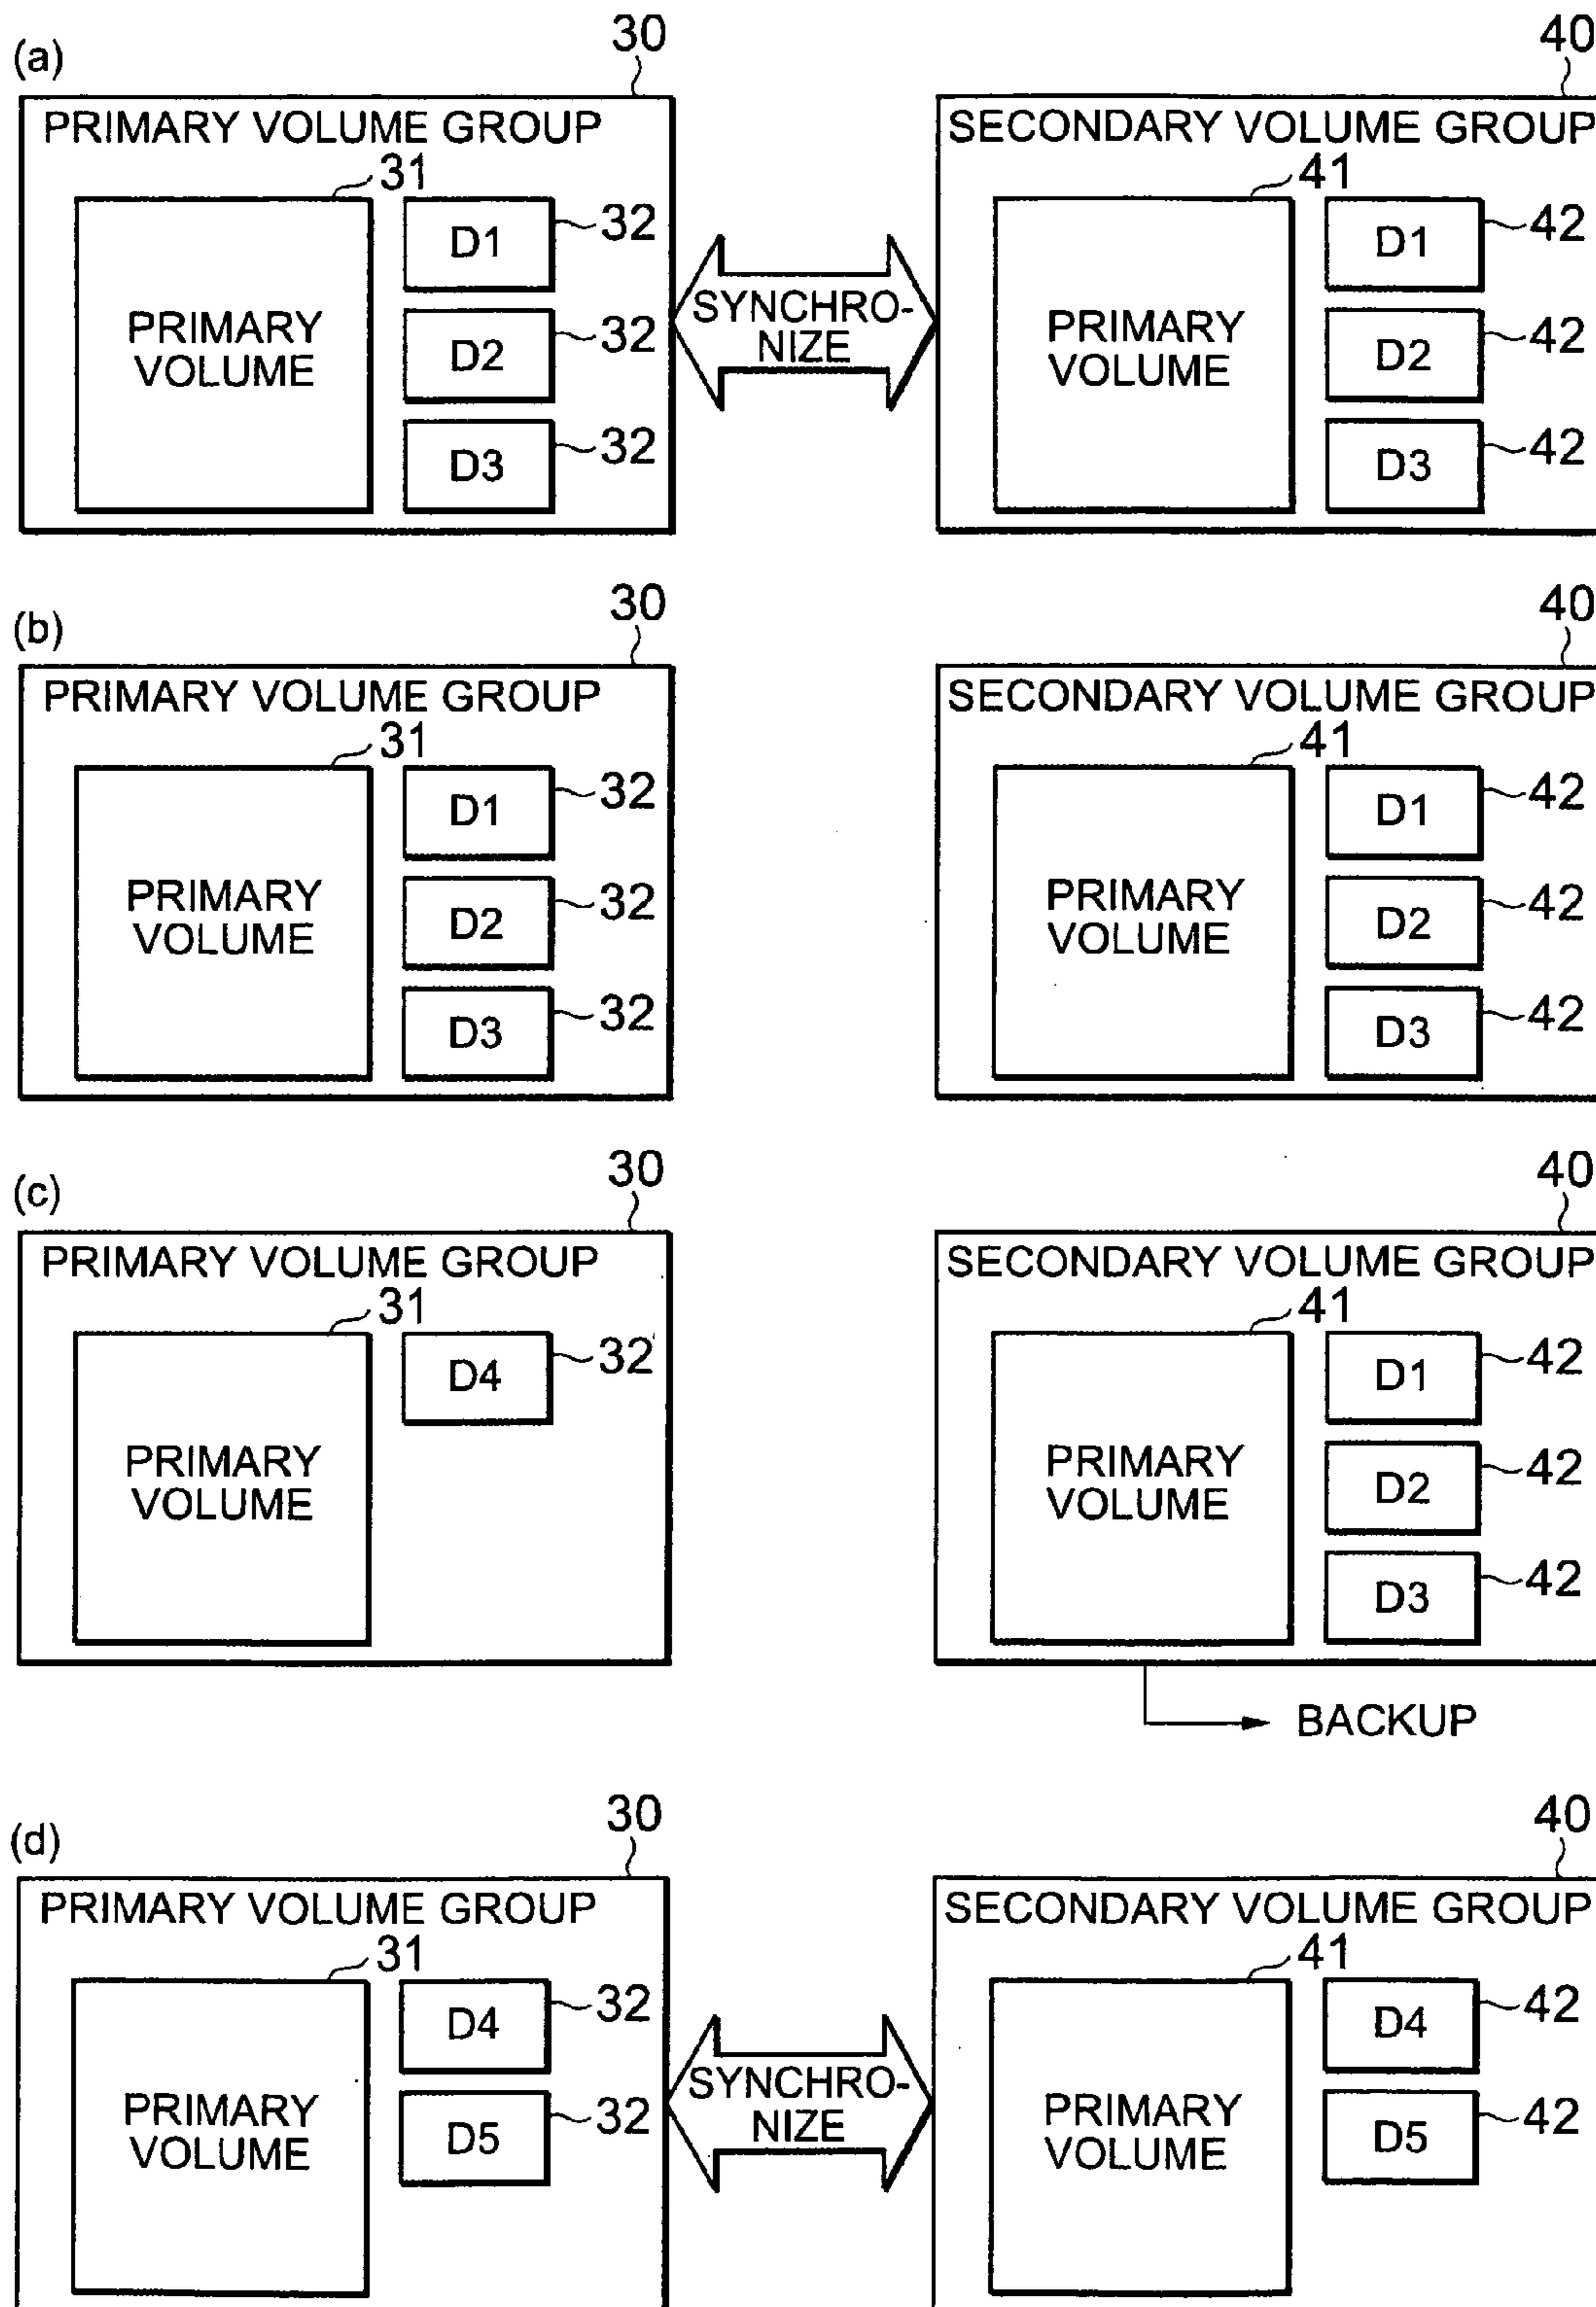 (a)
30
40
PRIMARY VOLUME GROUP
SECONDARY VOLUME GROUP
31
41
D1
32
D1
42
PRIMARY
VOLUME
D2
32
SYNCHRO-
NIZE
PRIMARY
VOLUME
D2
42
D3
32
D3
42
(b)
30
40
PRIMARY VOLUME GROUP
SECONDARY VOLUME GROUP
31
41
D1
32
D1
42
PRIMARY
VOLUME
D2
32
PRIMARY
VOLUME
D2
42
D3
32
D3
42
(c)
30
40
PRIMARY VOLUME GROUP
SECONDARY VOLUME GROUP
31
41
D4
32
D1
42
PRIMARY
VOLUME
PRIMARY
VOLUME
D2
42
D3
42
BACKUP
(d)
30
40
PRIMARY VOLUME GROUP
SECONDARY VOLUME GROUP
31
41
D4
32
D4
42
PRIMARY
VOLUME
D5
32
SYNCHRO-
NIZE
PRIMARY
VOLUME
D5
42